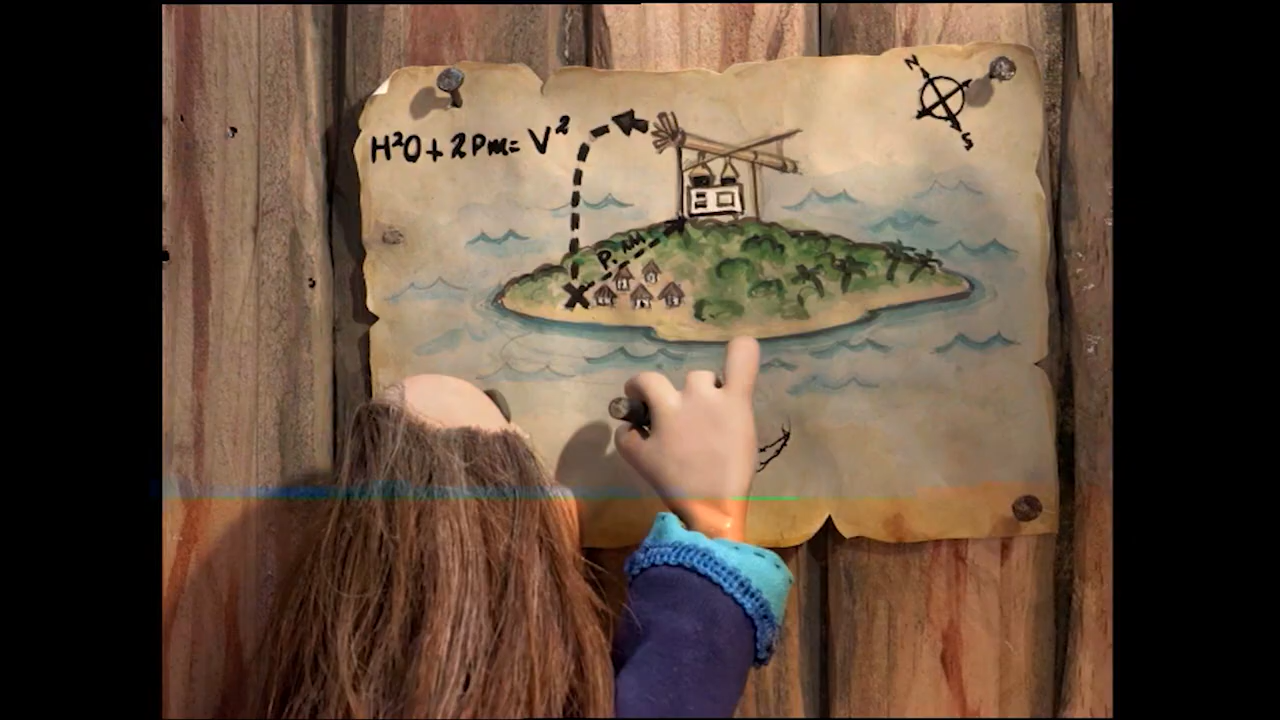 N
H²O + 2Pm = V²
S
P.M
X